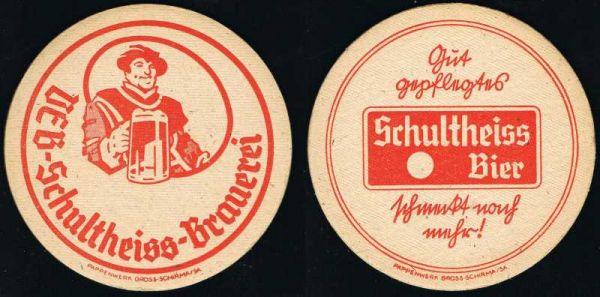 VEB-Schultheiss-Brauerei
PAPPENWERK GROSS-SCHIRMA/SA.
Gut
gepflegtes
Schultheiss
Bier
schmeckt nach
mehr!
PAPPENWERK GROSS-SCHIRMA/SA.